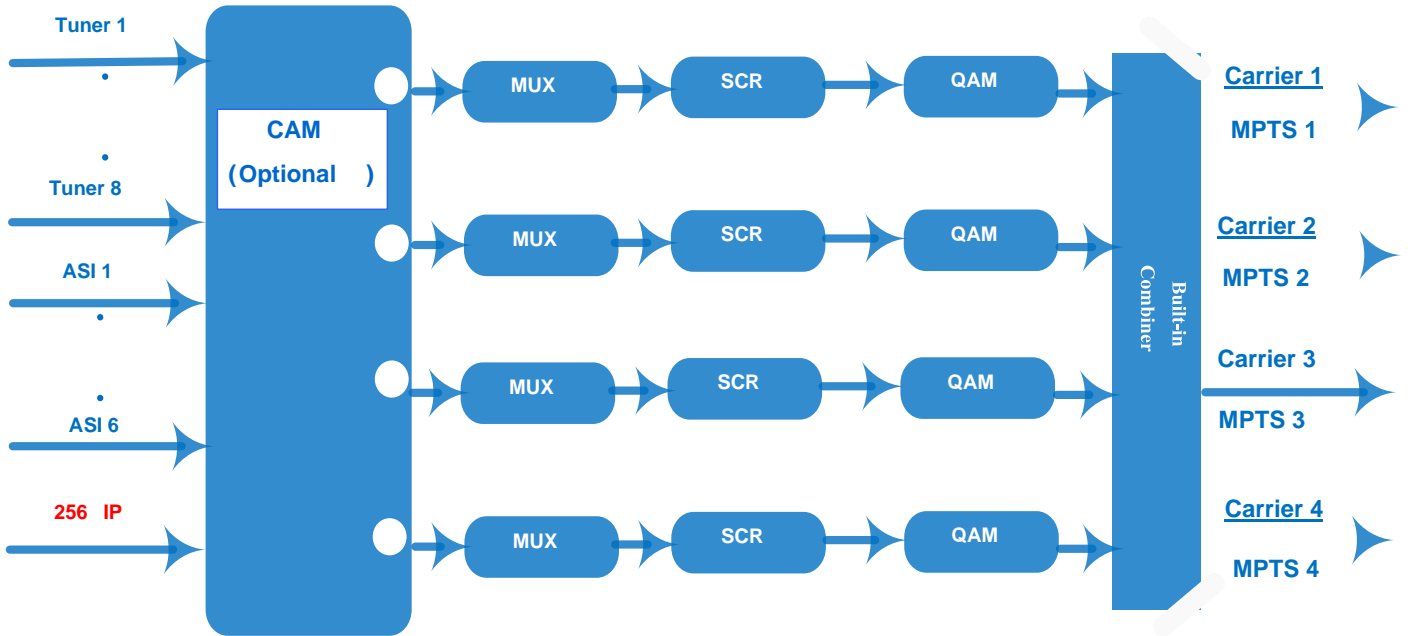 Tuner 1
Tuner 8
ASI 1
ASI 6
256 IP
CAM
(Optional )
MUX
SCR
QAM
MUX
SCR
QAM
MUX
SCR
QAM
MUX
SCR
QAM
Built-in
Combiner
Carrier 1
MPTS 1
Carrier 2
MPTS 2
Carrier 3
MPTS 3
Carrier 4
MPTS 4